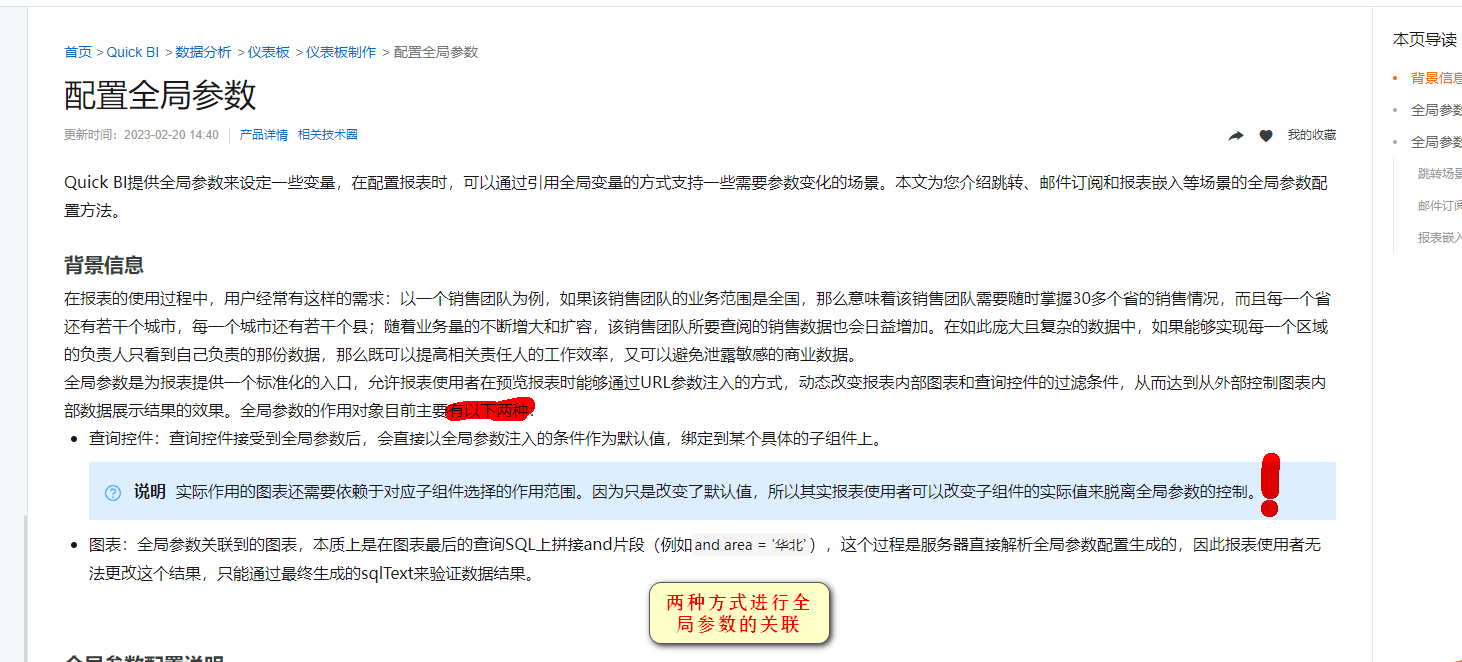 首页 > Quick BI > 数据分析 > 仪表板 > 仪表板制作 > 配置全局参数
本页导读
配置全局参数
背景信息
全局参数
全局参数
跳转场景
邮件订阅
报表嵌入
更新时间：2023-02-20 14:40 产品详情 相关技术圈 我的收藏
Quick BI提供全局参数来设定一些变量，在配置报表时，可以通过引用全局变量的方式支持一些需要参数变化的场景。本文为您介绍跳转、邮件订阅和报表嵌入等场景的全局参数配
置方法。
背景信息
在报表的使用过程中，用户经常有这样的需求：以一个销售团队为例，如果该销售团队的业务范围是全国，那么意味着该销售团队需要随时掌握30多个省的销售情况，而且每一个省
还有若干个城市，每一个城市还有若干个县；随着业务量的不断增大和扩容，该销售团队所要查阅的销售数据也会日益增加。在如此庞大且复杂的数据中，如果能够实现每一个区域
的负责人只看到自己负责的那份数据，那么既可以提高相关责任人的工作效率，又可以避免泄露敏感的商业数据。
全局参数是为报表提供一个标准化的入口，允许报表使用者在预览报表时能够通过URL参数注入的方式，动态改变报表内部图表和查询控件的过滤条件，从而达到从外部控制图表内
部数据展示结果的效果。全局参数的作用对象目前主要有以下两种：
查询控件：查询控件接受到全局参数后，会直接以全局参数注入的条件作为默认值，绑定到某个具体的子组件上。
说明 实际作用的图表还需要依赖于对应子组件选择的作用范围。因为只是改变了默认值，所以其实报表使用者可以改变子组件的实际值来脱离全局参数的控制。
图表：全局参数关联到的图表，本质上是在图表最后的查询SQL上拼接and片段（例如and area = '华北'），这个过程是服务器直接解析全局参数配置生成的，因此报表使用者无
法更改这个结果，只能通过最终生成的sqlText来验证数据结果。
两种方式进行全
局参数的关联
全局参数配置说明